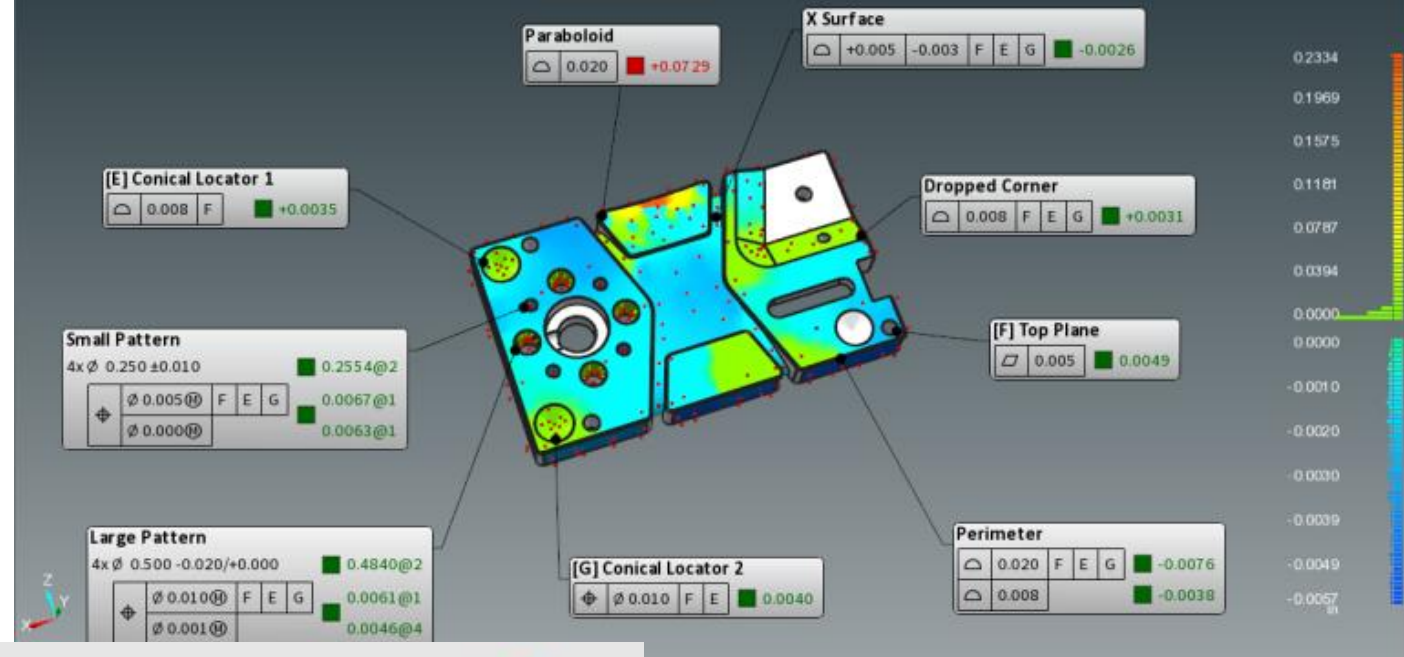 Paraboloid
⌓ 0.020 +0.0729
X Surface
⌓ +0.005 -0.003 F E G -0.0026
[E] Conical Locator 1
⌓ 0.008 F +0.0035
Dropped Corner
⌓ 0.008 F E G +0.0031
Small Pattern
4x Ø 0.250 ±0.010 0.2554@2
⌖ Ø 0.005Ⓜ F E G 0.0067@1
Ø 0.000Ⓜ 0.0063@1
[F] Top Plane
⏥ 0.005 0.0049
Large Pattern
4x Ø 0.500 -0.020/+0.000 0.4840@2
⌖ Ø 0.010Ⓜ F E G 0.0061@1
Ø 0.001Ⓜ 0.0046@4
[G] Conical Locator 2
⌖ Ø 0.010 F E 0.0040
Perimeter
⌓ 0.020 F E G -0.0076
⌓ 0.008 -0.0038
0.2334
0.1969
0.1575
0.1181
0.0787
0.0394
0.0000
0.0000
-0.0010
-0.0020
-0.0030
-0.0039
-0.0049
-0.0057
in
Z
Y
X